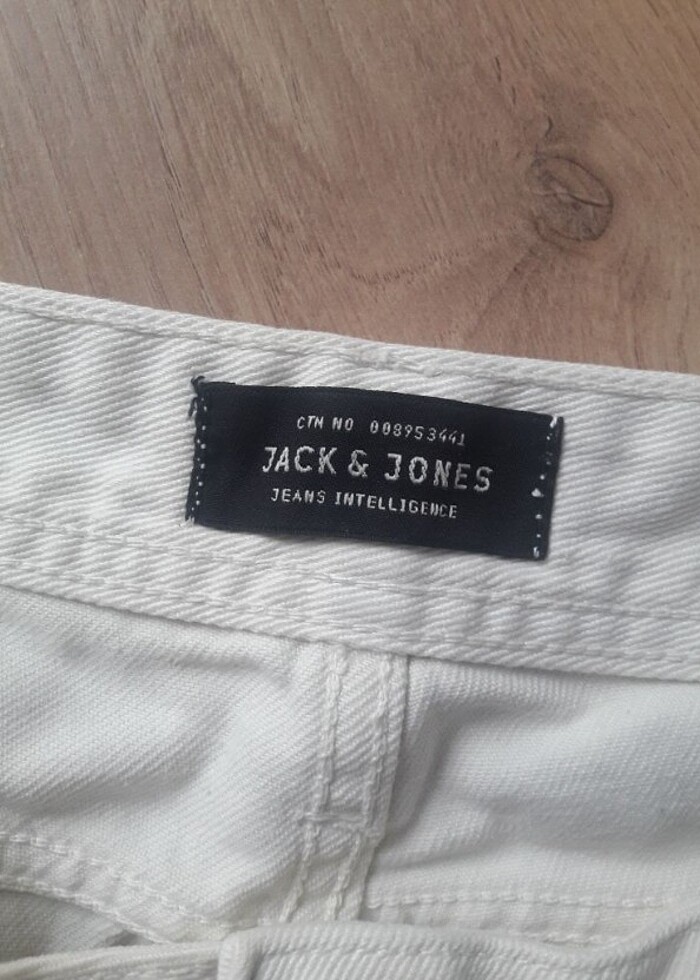 CTN NO 008953441
JACK & JONES
JEANS INTELLIGENCE